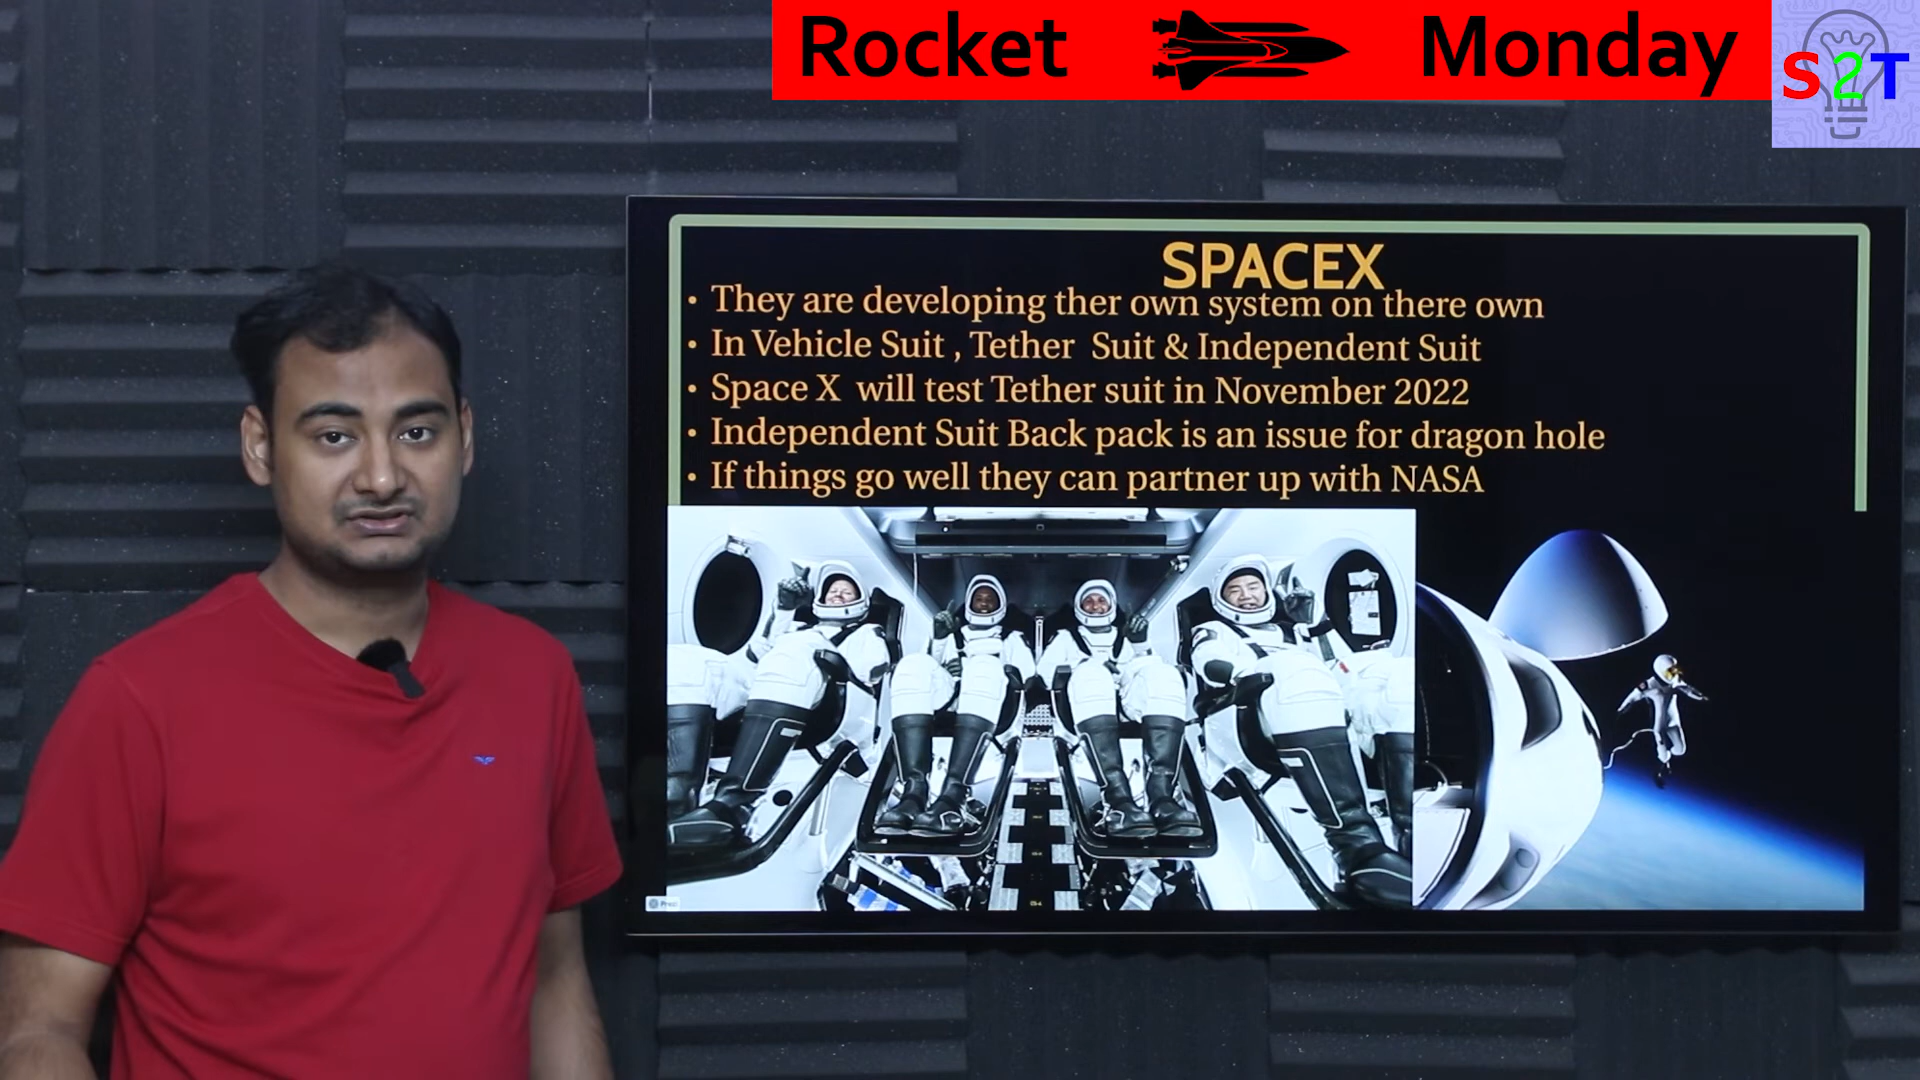 Rocket Monday
S2T
SPACEX
• They are developing ther own system on there own
• In Vehicle Suit , Tether Suit & Independent Suit
• Space X will test Tether suit in November 2022
• Independent Suit Back pack is an issue for dragon hole
• If things go well they can partner up with NASA
Prezi